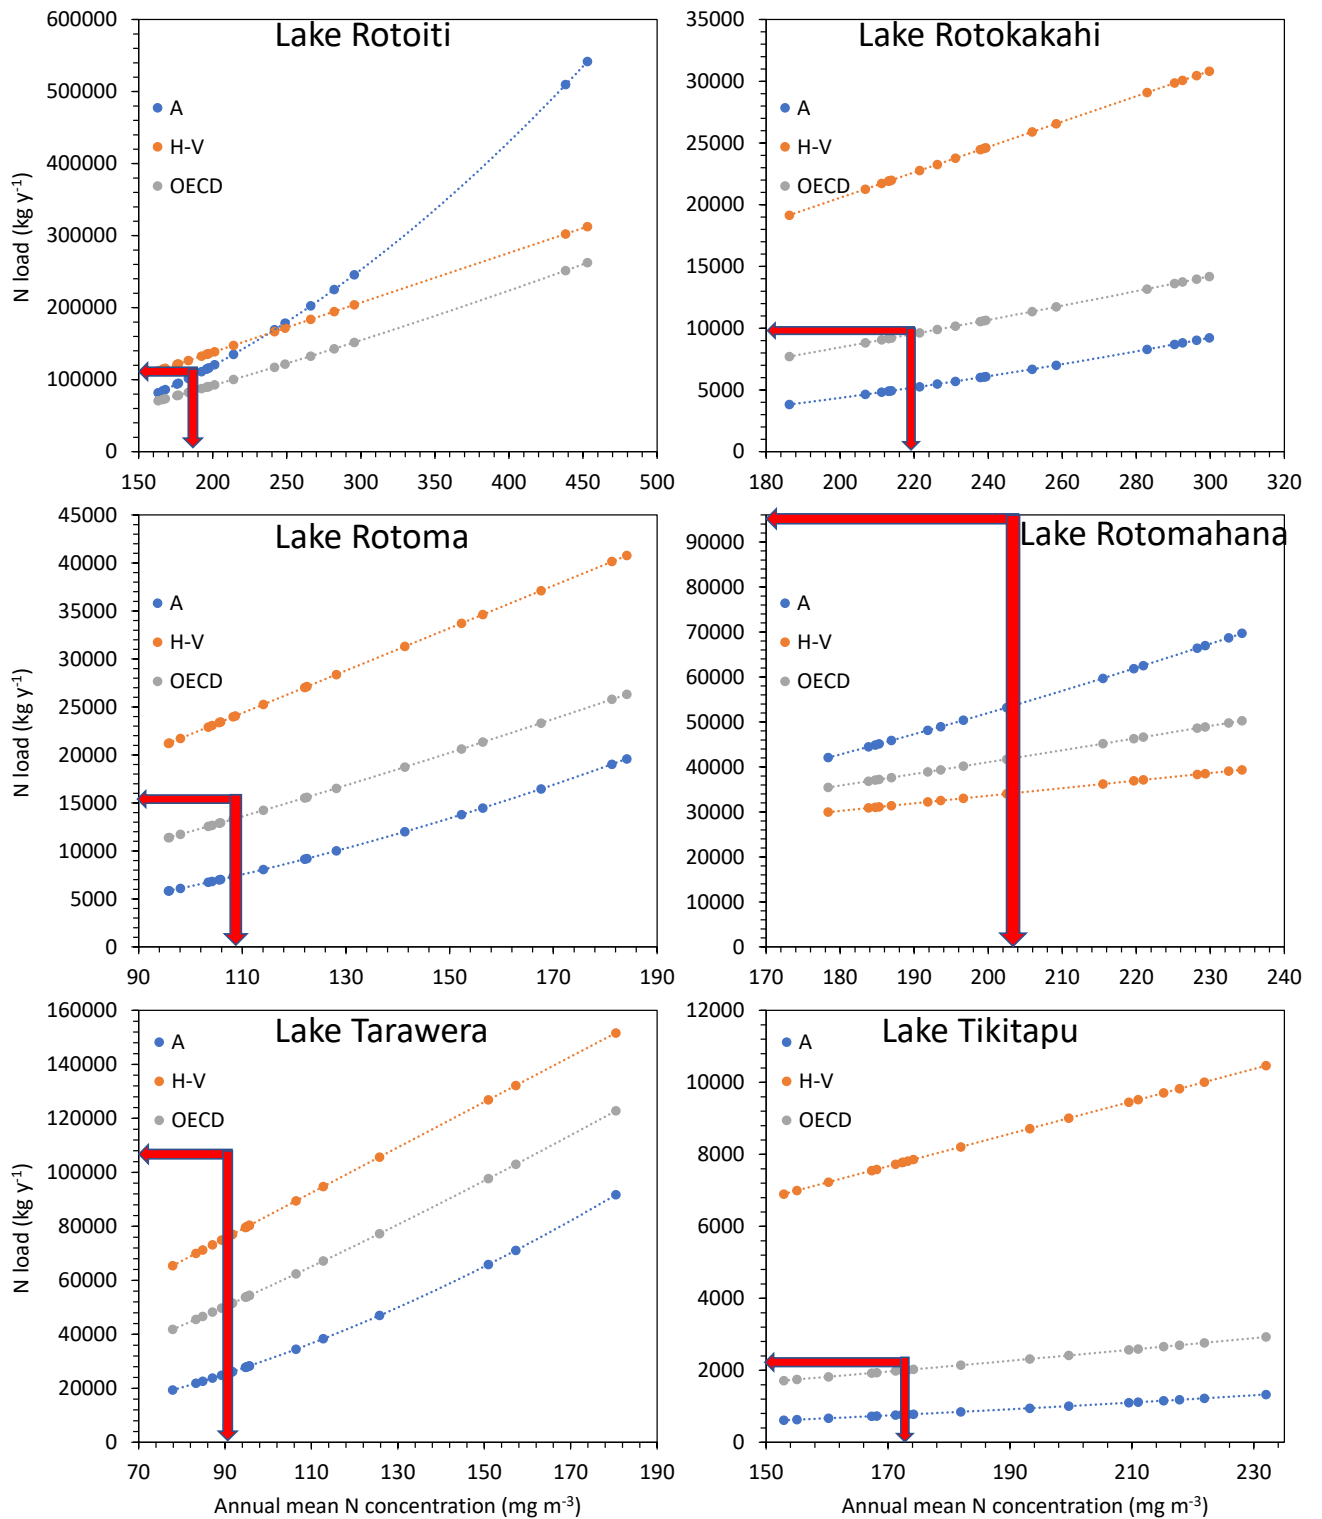 Lake Rotoiti
N load (kg y-1)
600000
500000
400000
300000
200000
100000
0
A
H-V
OECD
150 200 250 300 350 400 450 500
Lake Rotokakahi
35000
30000
25000
20000
15000
10000
5000
0
A
H-V
OECD
180 200 220 240 260 280 300 320
Lake Rotoma
N load (kg y-1)
45000
40000
35000
30000
25000
20000
15000
10000
5000
0
A
H-V
OECD
90 110 130 150 170 190
Lake Rotomahana
90000
80000
70000
60000
50000
40000
30000
20000
10000
0
A
H-V
OECD
170 180 190 200 210 220 230 240
Lake Tarawera
N load (kg y-1)
160000
140000
120000
100000
80000
60000
40000
20000
0
A
H-V
OECD
70 90 110 130 150 170 190
Annual mean N concentration (mg m-3)
Lake Tikitapu
12000
10000
8000
6000
4000
2000
0
A
H-V
OECD
150 170 190 210 230
Annual mean N concentration (mg m-3)